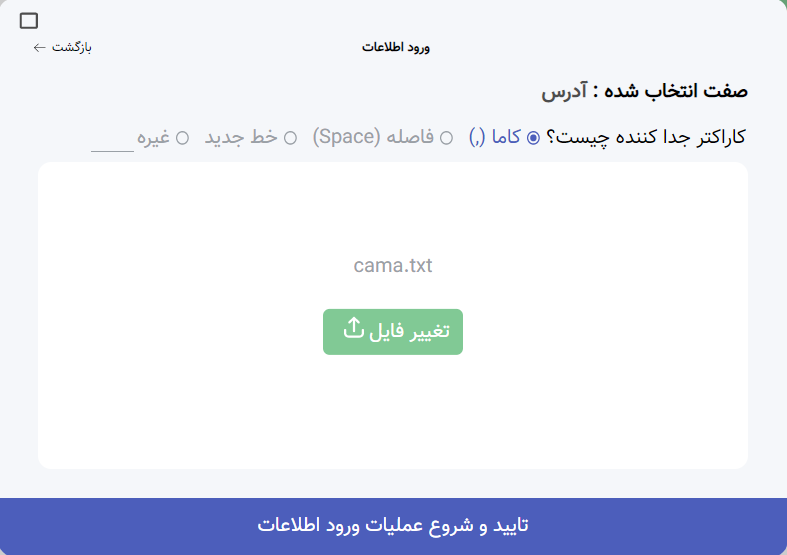 ورود اطلاعات
بازگشت ←
صفت انتخاب شده : آدرس
کاراکتر جدا کننده چیست؟ کاما (,) فاصله (Space) خط جدید غیره ____
cama.txt
تغییر فایل
تایید و شروع عملیات ورود اطلاعات